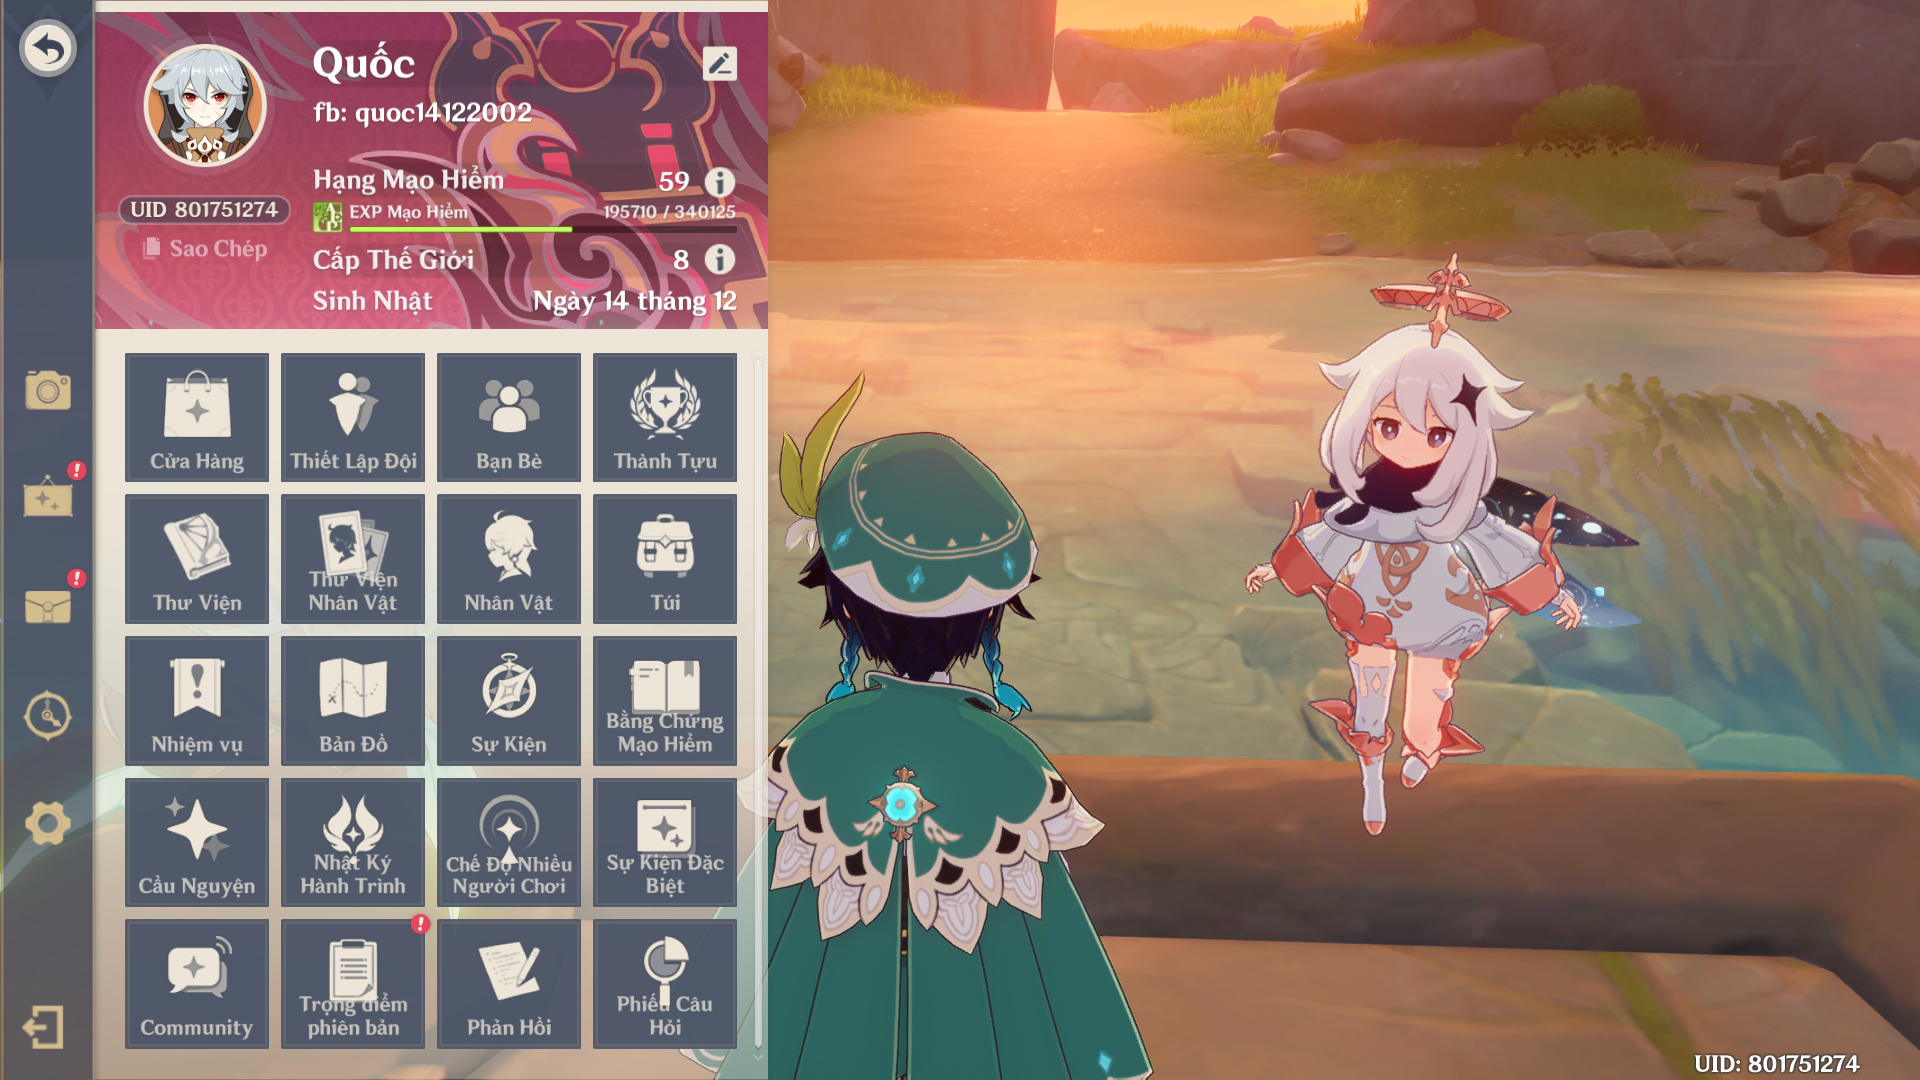 Quốc
fb: quoc14122002
Hạng Mạo Hiểm 59
EXP Mạo Hiểm 195710 / 340125
Cấp Thế Giới 8
Sinh Nhật Ngày 14 tháng 12
UID 801751274
Sao Chép
Cửa Hàng
Thiết Lập Đội
Bạn Bè
Thành Tựu
Thư Viện
Thư Viện
Nhân Vật
Nhân Vật
Túi
Nhiệm vụ
Bản Đồ
Sự Kiện
Bằng Chứng
Mạo Hiểm
Cầu Nguyện
Nhật Ký
Hành Trình
Chế Độ Nhiều
Người Chơi
Sự Kiện Đặc
Biệt
Community
Trọng điểm
phiên bản
Phản Hồi
Phiếu Câu
Hỏi
UID: 801751274